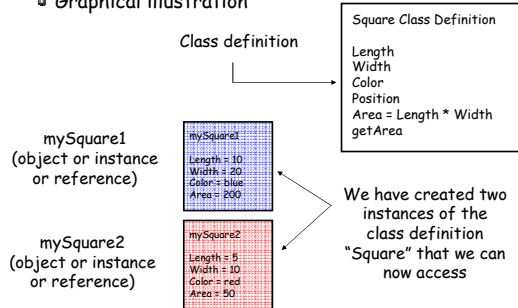 Graphical illustration
Class definition
Square Class Definition
Length
Width
Color
Position
Area = Length * Width
getArea
mySquare1
(object or instance
or reference)
mySquare1
Length = 10
Width = 20
Color = blue
Area = 200
We have created two
instances of the
class definition
"Square" that we can
now access
mySquare2
(object or instance
or reference)
mySquare2
Length = 5
Width = 10
Color = red
Area = 50